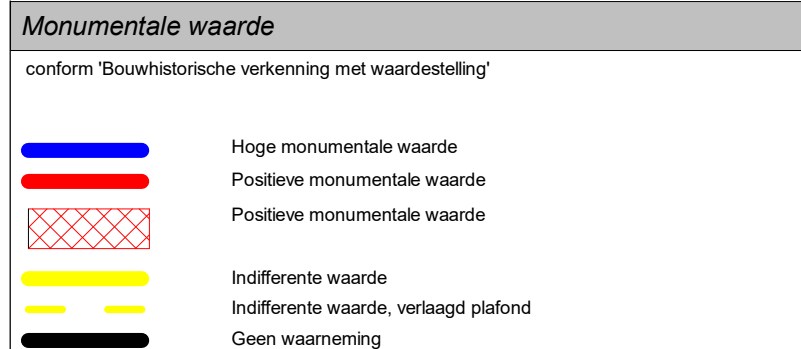 Monumentale waarde
conform 'Bouwhistorische verkenning met waardestelling'
Hoge monumentale waarde
Positieve monumentale waarde
Positieve monumentale waarde
Indifferente waarde
Indifferente waarde, verlaagd plafond
Geen waarneming